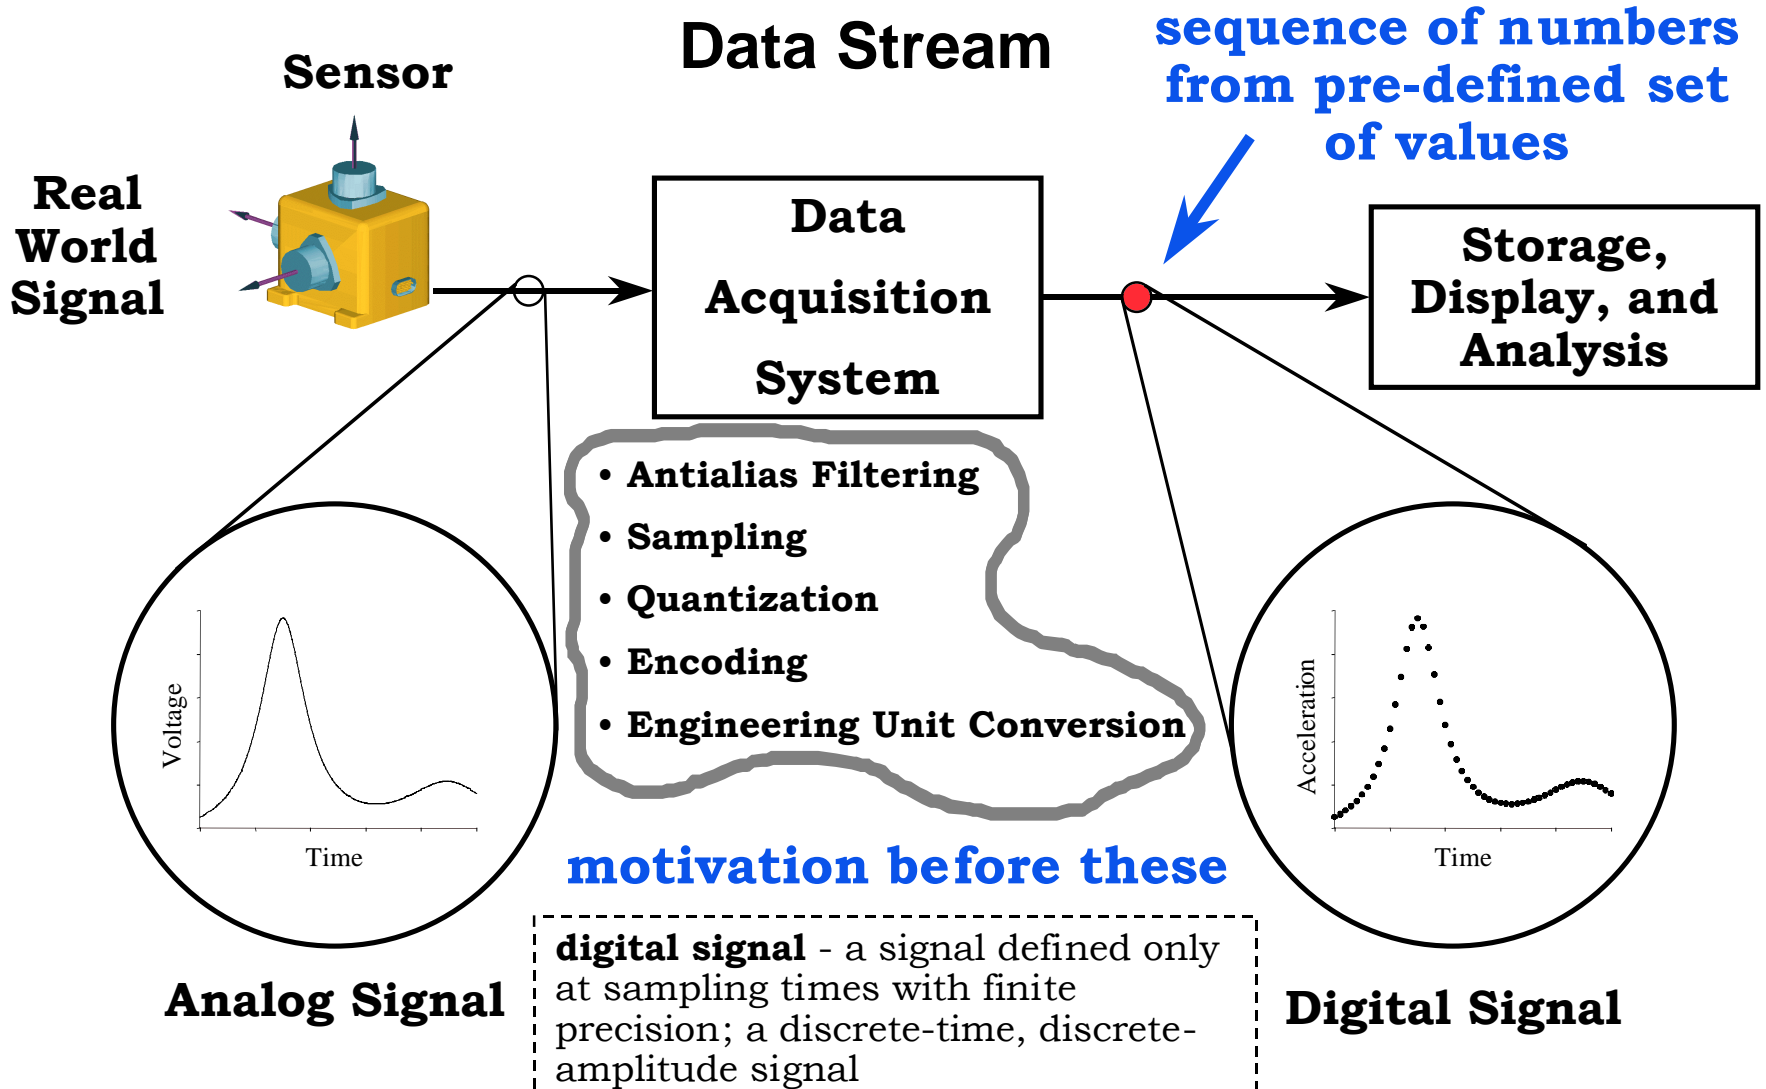 Data Stream
sequence of numbers
from pre-defined set
of values
Sensor
Real
World
Signal
Data
Acquisition
System
Storage,
Display, and
Analysis
• Antialias Filtering
• Sampling
• Quantization
• Encoding
• Engineering Unit Conversion
Voltage
Time
Acceleration
Time
motivation before these
Analog Signal
digital signal - a signal defined only
at sampling times with finite
precision; a discrete-time, discrete-
amplitude signal
Digital Signal